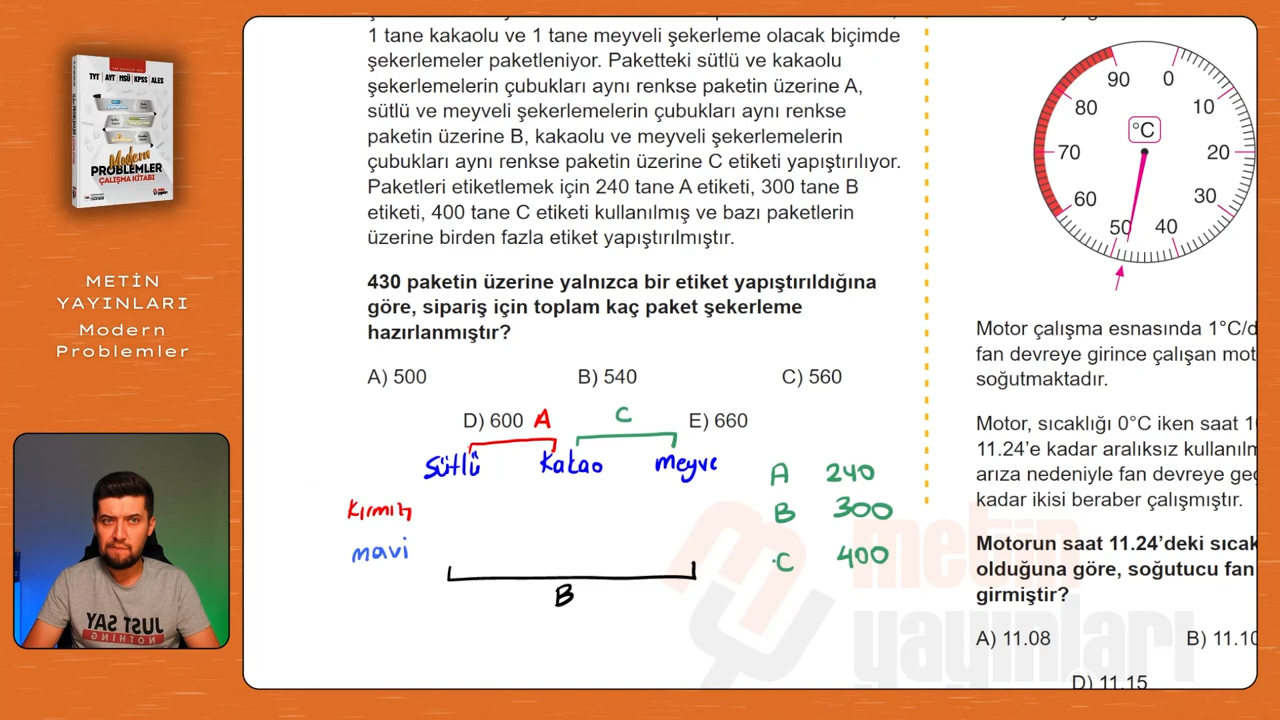 TYT AYT MSÜ KPSS ALES
Modern
PROBLEMLER
ÇALIŞMA KİTABI
METİN
YAYINLARI
Modern
Problemler
JUST SAY
NOTHING
1 tane kakaolu ve 1 tane meyveli şekerleme olacak biçimde
şekerlemeler paketleniyor. Paketteki sütlü ve kakaolu
şekerlemelerin çubukları aynı renkse paketin üzerine A,
sütlü ve meyveli şekerlemelerin çubukları aynı renkse
paketin üzerine B, kakaolu ve meyveli şekerlemelerin
çubukları aynı renkse paketin üzerine C etiketi yapıştırılıyor.
Paketleri etiketlemek için 240 tane A etiketi, 300 tane B
etiketi, 400 tane C etiketi kullanılmış ve bazı paketlerin
üzerine birden fazla etiket yapıştırılmıştır.
430 paketin üzerine yalnızca bir etiket yapıştırıldığına
göre, sipariş için toplam kaç paket şekerleme
hazırlanmıştır?
A) 500 B) 540 C) 560
D) 600 E) 660
A C
Sütlü Kakao meyve
Kırmızı
mavi
B
A 240
B 300
C 400
metin
yayınları
90 0
80 10
°C
70 20
60 30
50 40
Motor çalışma esnasında 1°C/d
fan devreye girince çalışan mot
soğutmaktadır.
Motor, sıcaklığı 0°C iken saat 1
11.24’e kadar aralıksız kullanılm
arıza nedeniyle fan devreye geç
kadar ikisi beraber çalışmıştır.
Motorun saat 11.24’deki sıcak
olduğuna göre, soğutucu fan
girmiştir?
A) 11.08 B) 11.10
D) 11.15